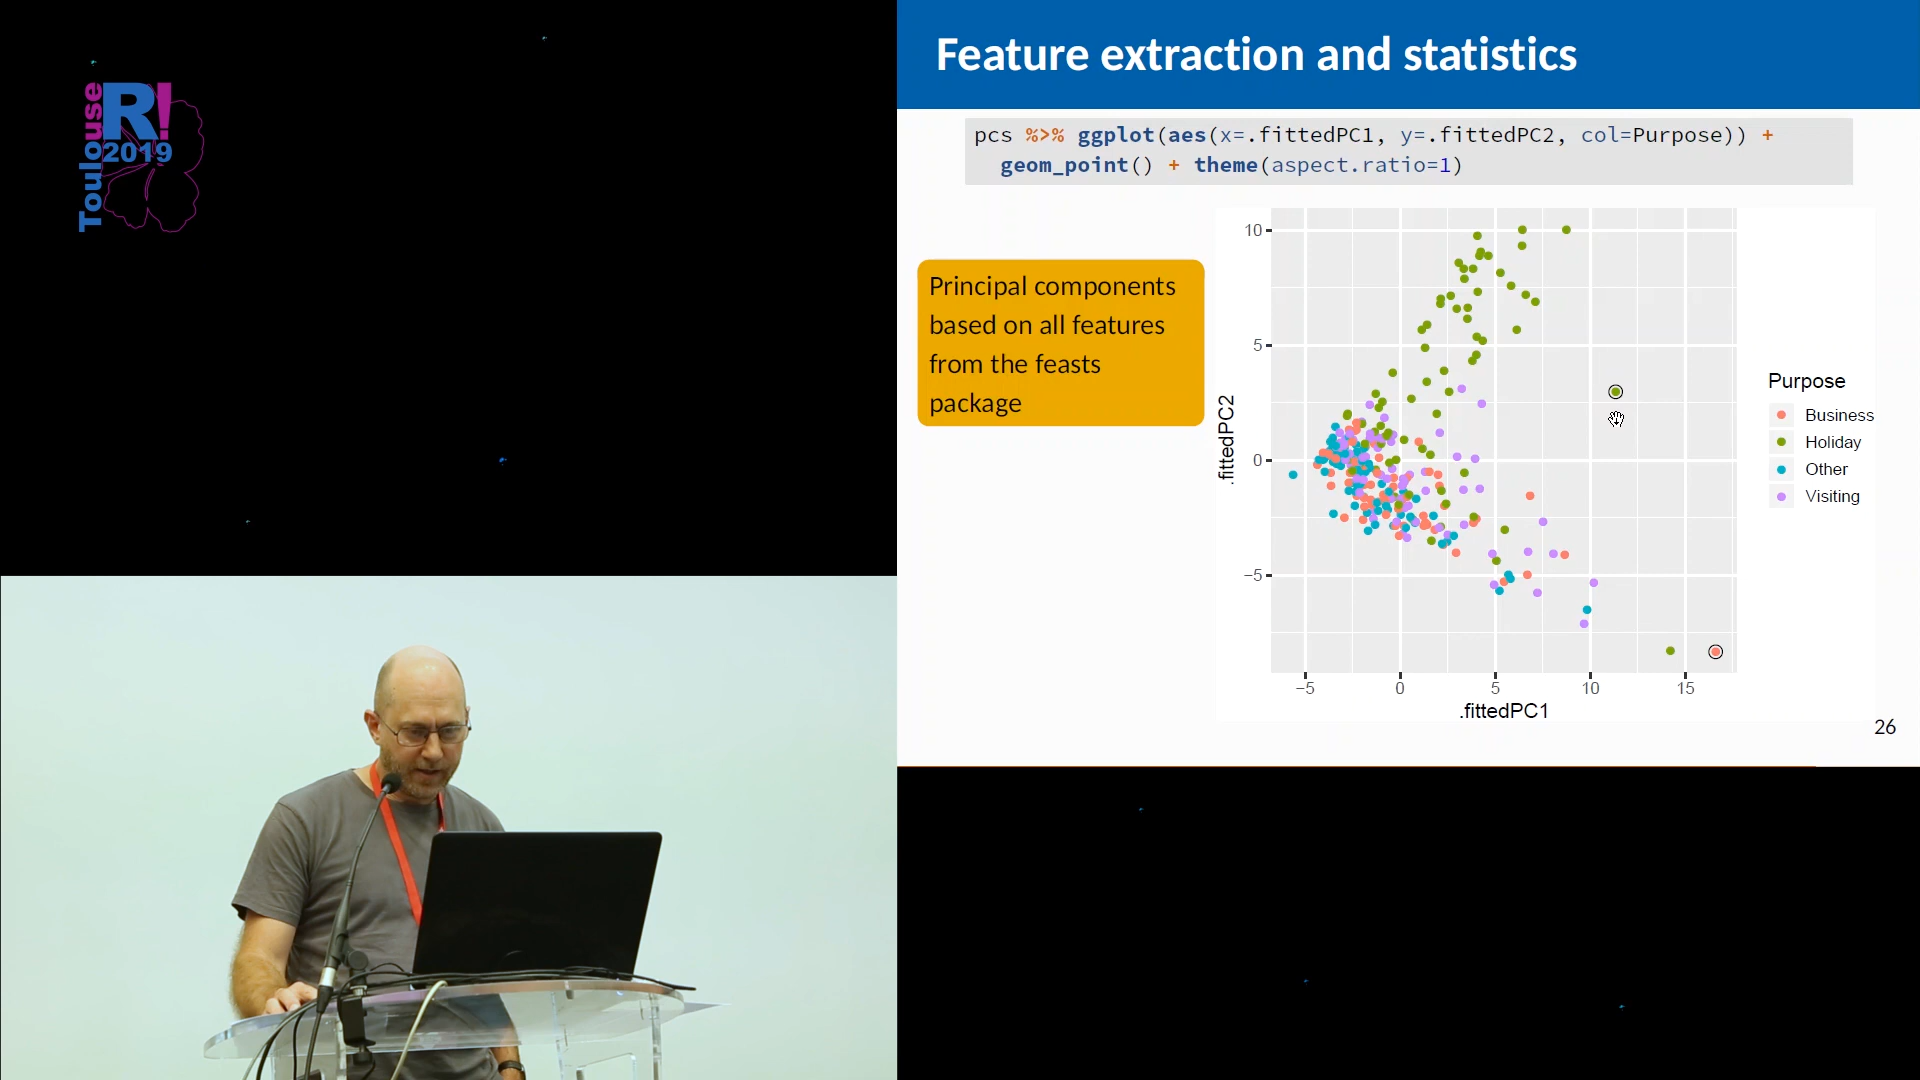 Toulouse
R!
2019
Feature extraction and statistics
pcs %>% ggplot(aes(x=.fittedPC1, y=.fittedPC2, col=Purpose)) +
geom_point() + theme(aspect.ratio=1)
Principal components
based on all features
from the feasts
package
10
5
0
−5
.fittedPC2
−5 0 5 10 15
.fittedPC1
Purpose
Business
Holiday
Other
Visiting
26